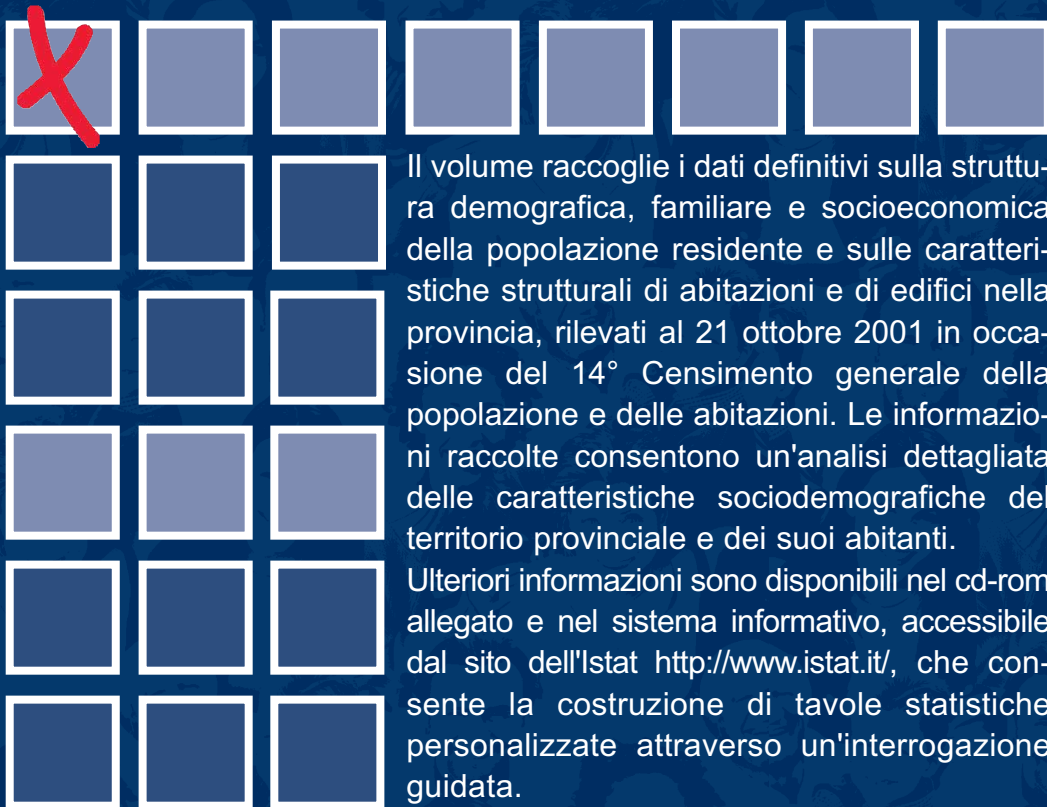 Il volume raccoglie i dati definitivi sulla struttu-
ra demografica, familiare e socioeconomica
della popolazione residente e sulle caratteri-
stiche strutturali di abitazioni e di edifici nella
provincia, rilevati al 21 ottobre 2001 in occa-
sione del 14° Censimento generale della
popolazione e delle abitazioni. Le informazio-
ni raccolte consentono un'analisi dettagliata
delle caratteristiche sociodemografiche del
territorio provinciale e dei suoi abitanti.
Ulteriori informazioni sono disponibili nel cd-rom
allegato e nel sistema informativo, accessibile
dal sito dell'Istat http://www.istat.it/, che con-
sente la costruzione di tavole statistiche
personalizzate attraverso un'interrogazione
guidata.